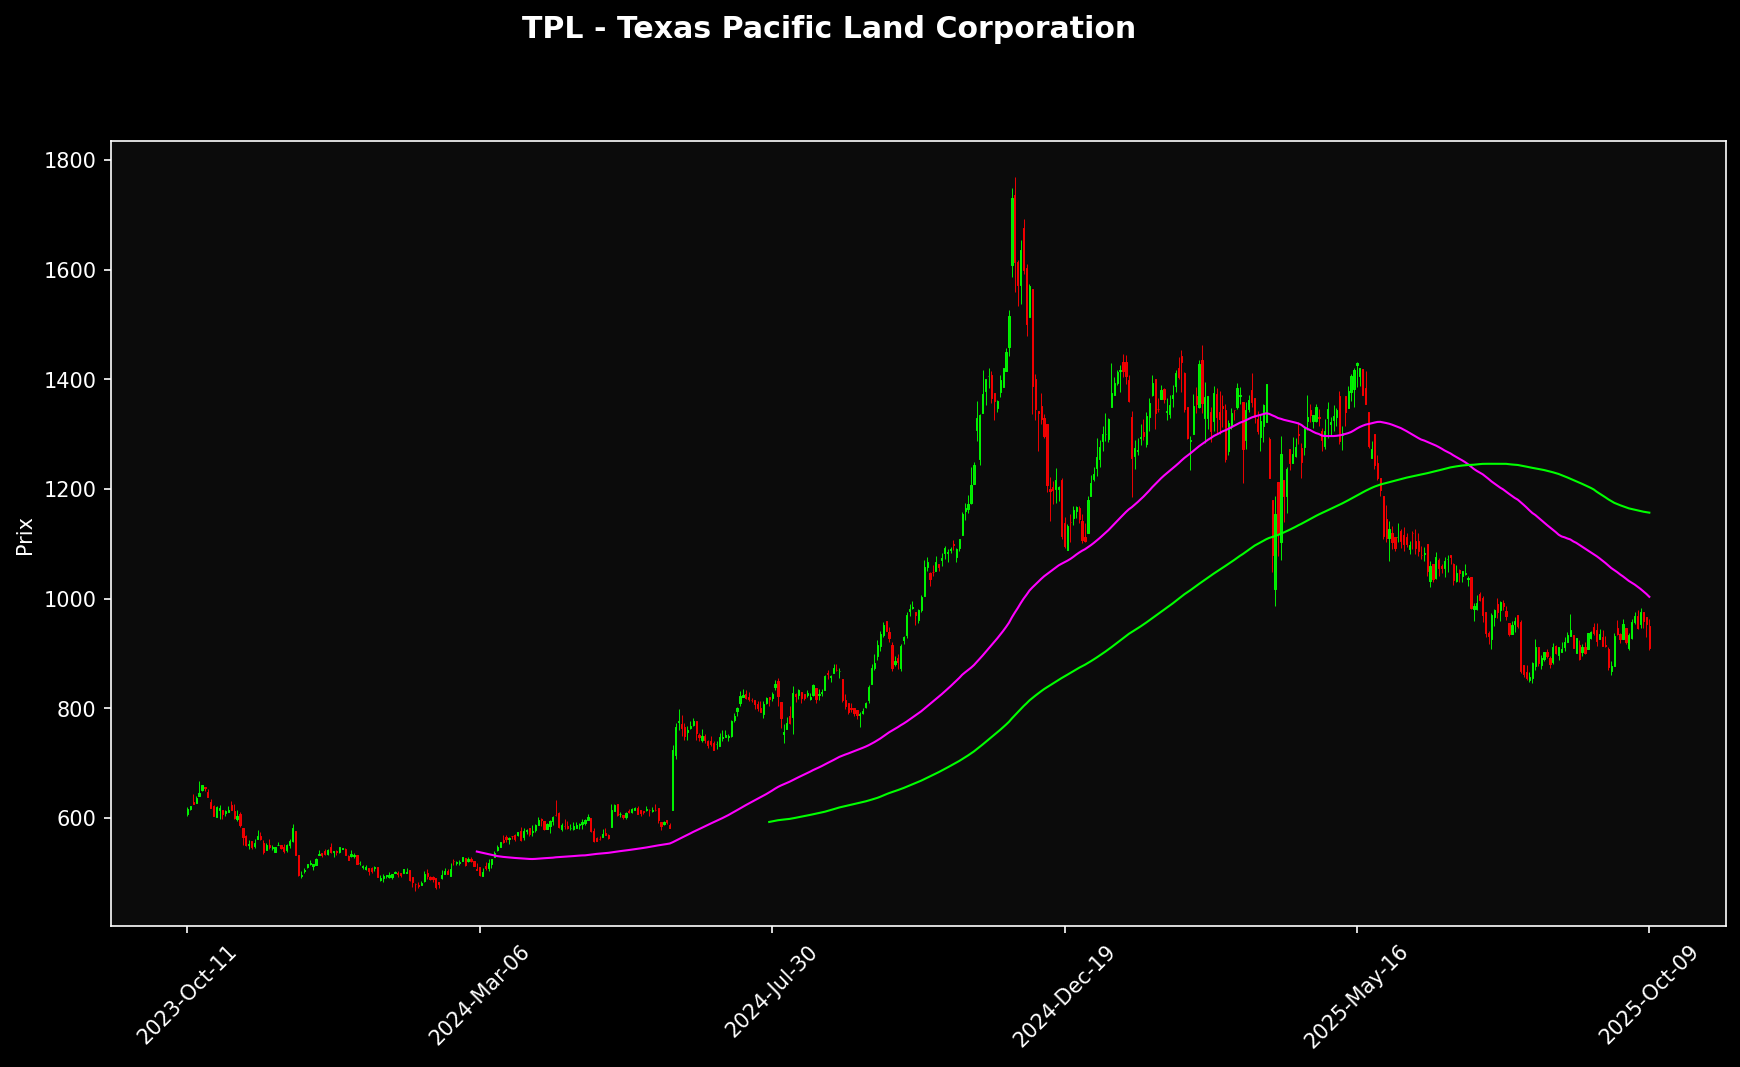 TPL - Texas Pacific Land Corporation
Prix
1800
1600
1400
1200
1000
800
600
2023-Oct-11
2024-Mar-06
2024-Jul-30
2024-Dec-19
2025-May-16
2025-Oct-09